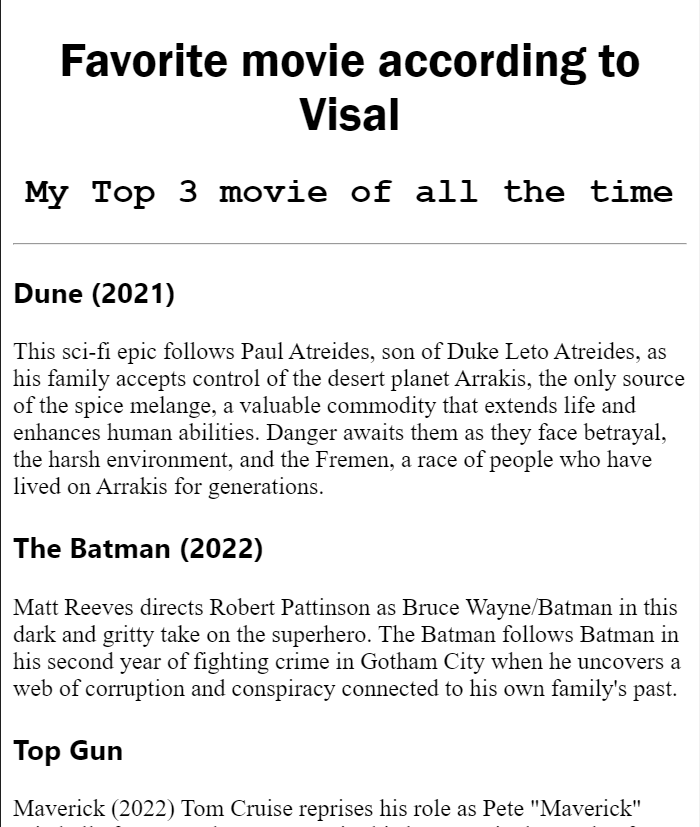 Favorite movie according to
Visal
My Top 3 movie of all the time
Dune (2021)
This sci-fi epic follows Paul Atreides, son of Duke Leto Atreides, as
his family accepts control of the desert planet Arrakis, the only source
of the spice melange, a valuable commodity that extends life and
enhances human abilities. Danger awaits them as they face betrayal,
the harsh environment, and the Fremen, a race of people who have
lived on Arrakis for generations.
The Batman (2022)
Matt Reeves directs Robert Pattinson as Bruce Wayne/Batman in this
dark and gritty take on the superhero. The Batman follows Batman in
his second year of fighting crime in Gotham City when he uncovers a
web of corruption and conspiracy connected to his own family's past.
Top Gun
Maverick (2022) Tom Cruise reprises his role as Pete "Maverick"